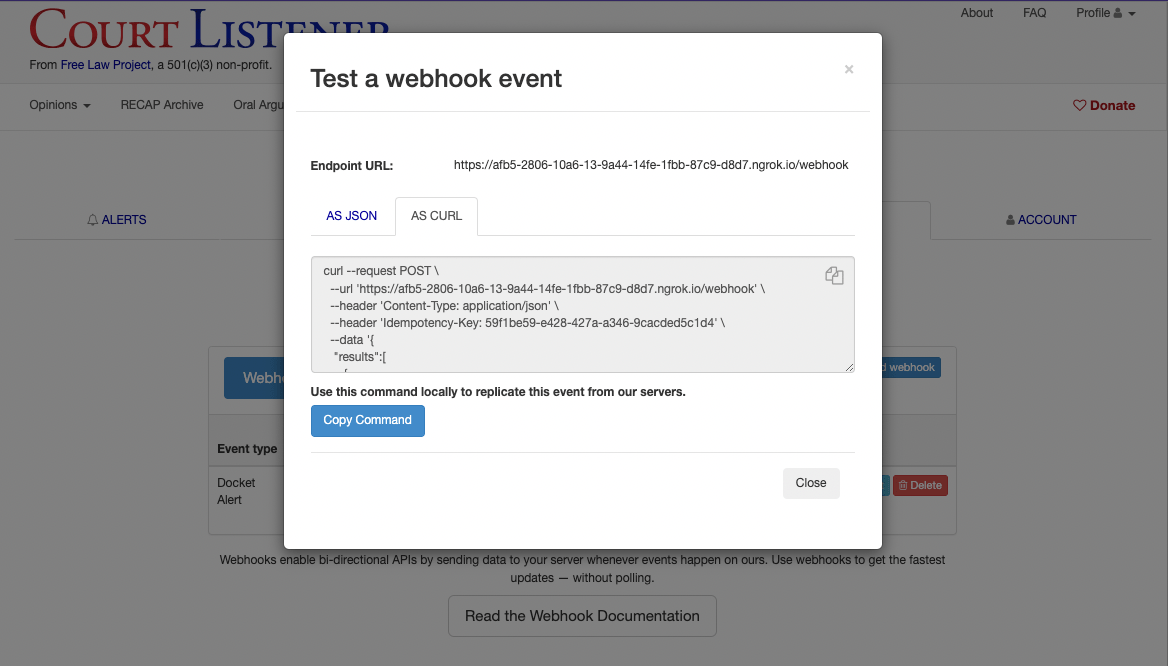 COURT LISTENER
From Free Law Project, a 501(c)(3) non-profit.
About FAQ Profile
Opinions RECAP Archive Oral Argu
Donate
ALERTS
ACCOUNT
Test a webhook event
×
Endpoint URL: https://afb5-2806-10a6-13-9a44-14fe-1fbb-87c9-d8d7.ngrok.io/webhook
AS JSON AS CURL
curl --request POST \
--url 'https://afb5-2806-10a6-13-9a44-14fe-1fbb-87c9-d8d7.ngrok.io/webhook' \
--header 'Content-Type: application/json' \
--header 'Idempotency-Key: 59f1be59-e428-427a-a346-9cacded5c1d4' \
--data '{
"results":[
Use this command locally to replicate this event from our servers.
Copy Command
Close
Webh
webhook
Event type
Docket
Alert
Delete
Webhooks enable bi-directional APIs by sending data to your server whenever events happen on ours. Use webhooks to get the fastest
updates — without polling.
Read the Webhook Documentation